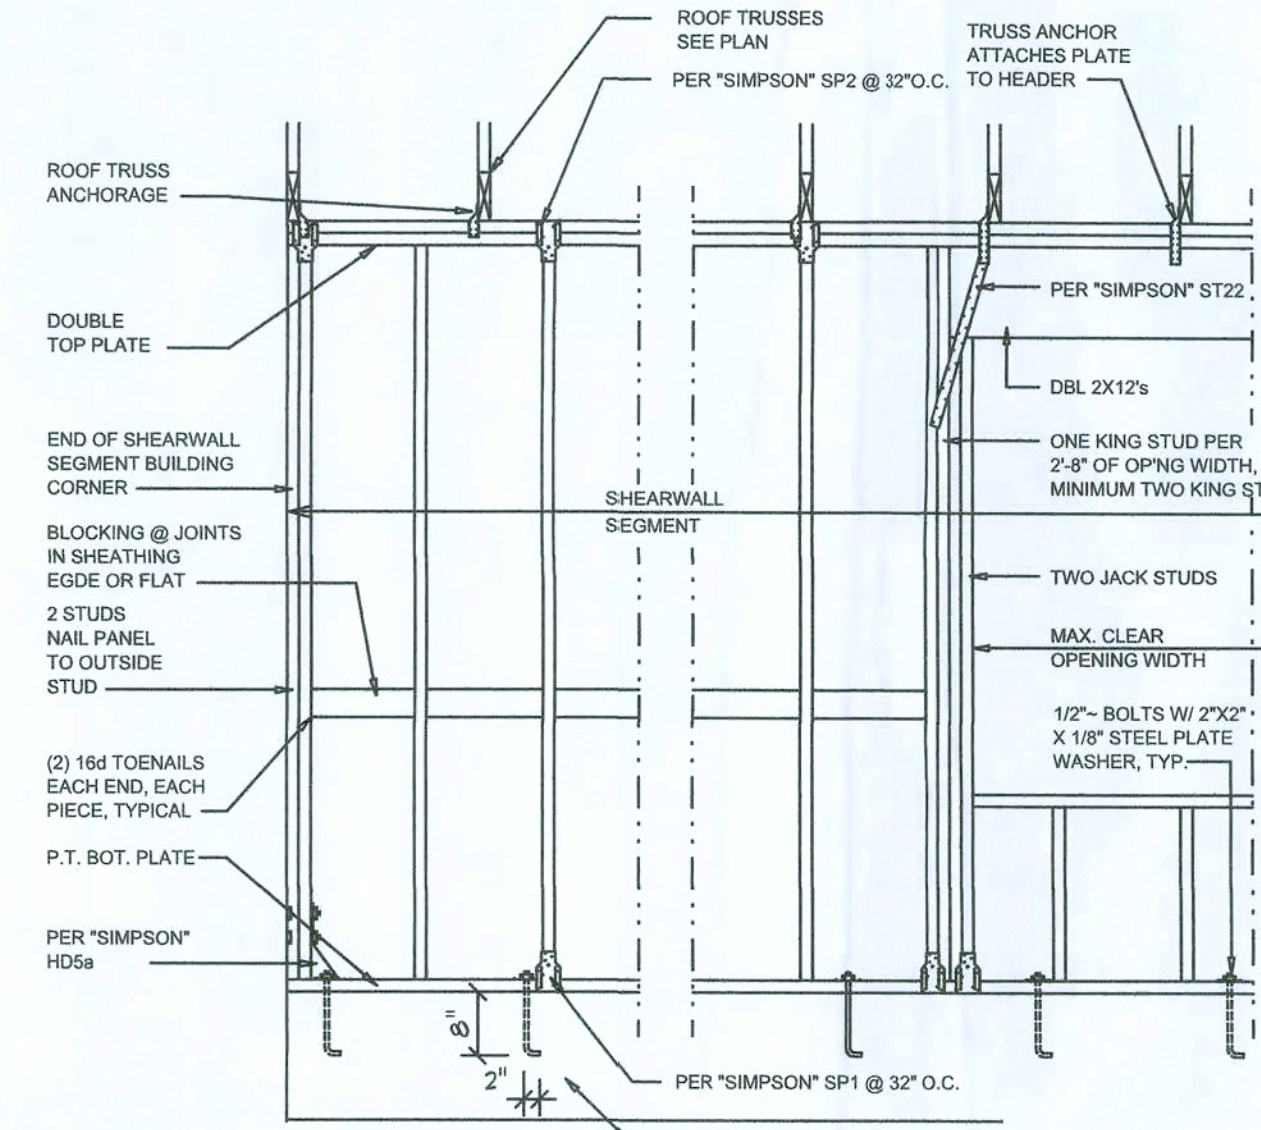 ROOF TRUSSES
SEE PLAN
PER "SIMPSON" SP2 @ 32"O.C.
TRUSS ANCHOR
ATTACHES PLATE
TO HEADER
ROOF TRUSS
ANCHORAGE
DOUBLE
TOP PLATE
PER "SIMPSON" ST22
DBL 2X12's
END OF SHEARWALL
SEGMENT BUILDING
CORNER
ONE KING STUD PER
2'-8" OF OP'NG WIDTH,
MINIMUM TWO KING ST
SHEARWALL
SEGMENT
BLOCKING @ JOINTS
IN SHEATHING
EGDE OR FLAT
2 STUDS
NAIL PANEL
TO OUTSIDE
STUD
TWO JACK STUDS
MAX. CLEAR
OPENING WIDTH
1/2"~ BOLTS W/ 2"X2"
X 1/8" STEEL PLATE
WASHER, TYP.
(2) 16d TOENAILS
EACH END, EACH
PIECE, TYPICAL
P.T. BOT. PLATE
PER "SIMPSON"
HD5a
8"
2"
PER "SIMPSON" SP1 @ 32" O.C.